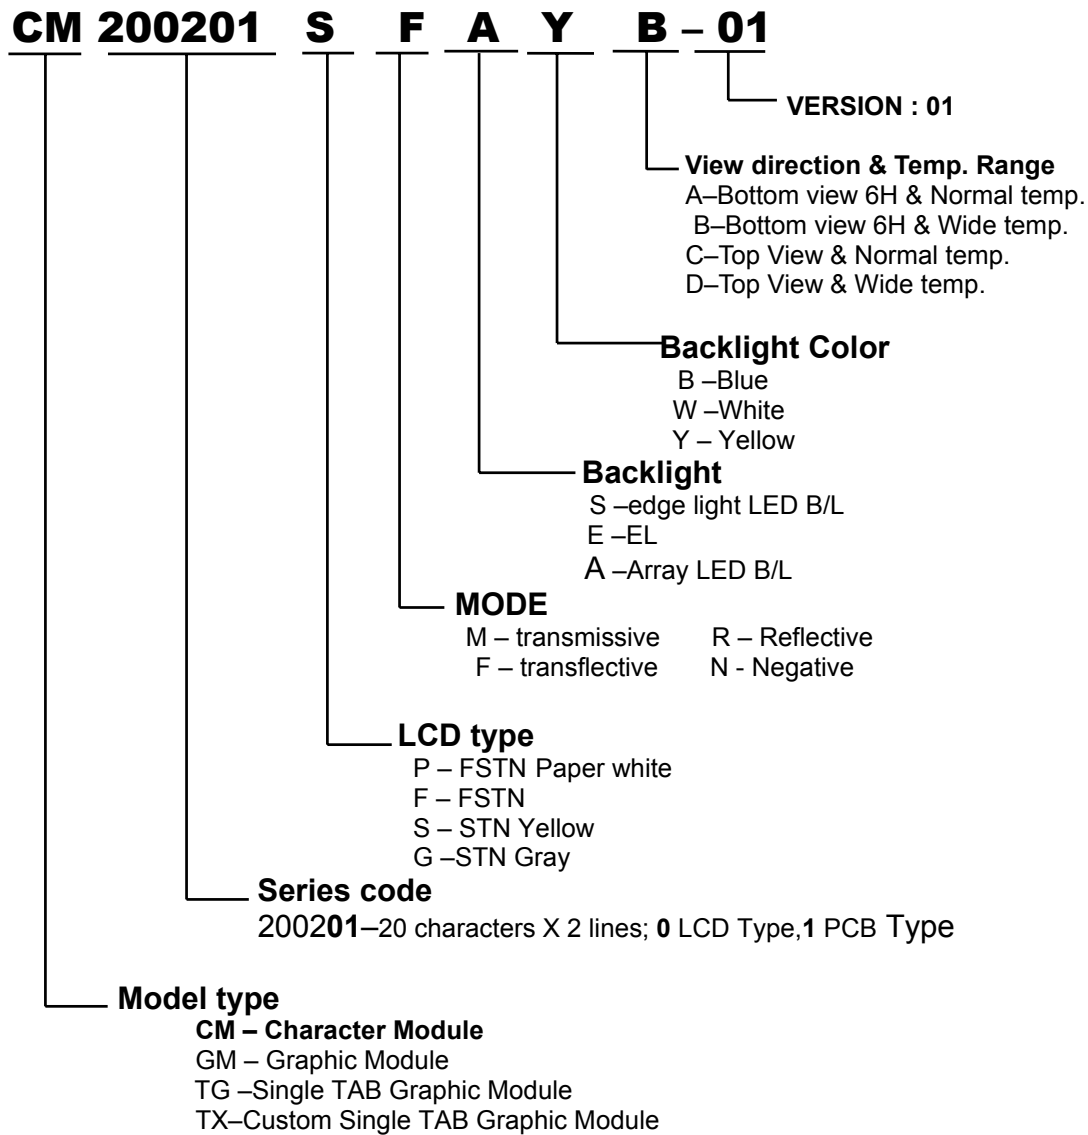 CM 200201 S F A Y B – 01
VERSION : 01
View direction & Temp. Range
A–Bottom view 6H & Normal temp.
B–Bottom view 6H & Wide temp.
C–Top View & Normal temp.
D–Top View & Wide temp.
Backlight Color
B –Blue
W –White
Y – Yellow
Backlight
S –edge light LED B/L
E –EL
A –Array LED B/L
MODE
M – transmissive R – Reflective
F – transflective N - Negative
LCD type
P – FSTN Paper white
F – FSTN
S – STN Yellow
G –STN Gray
Series code
200201–20 characters X 2 lines; 0 LCD Type,1 PCB Type
Model type
CM – Character Module
GM – Graphic Module
TG –Single TAB Graphic Module
TX–Custom Single TAB Graphic Module